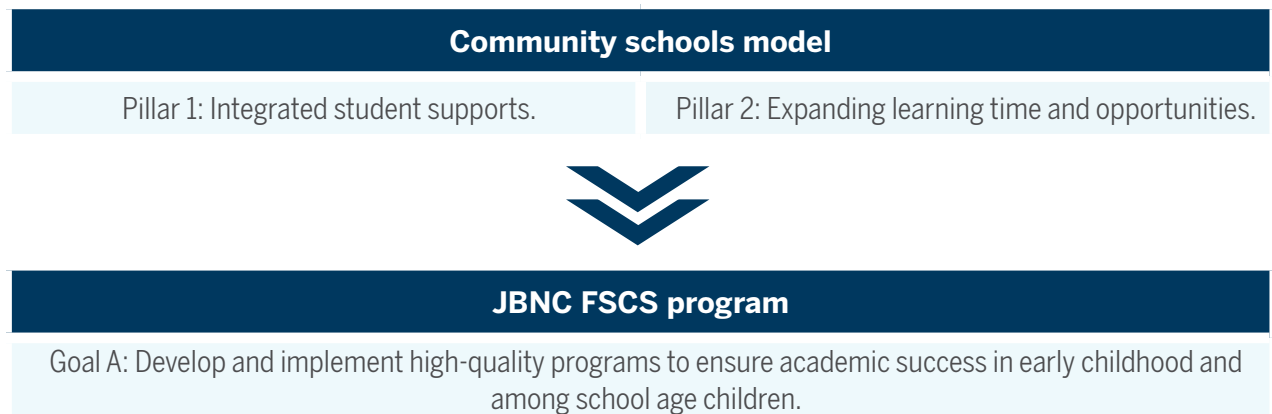 Community schools model
Pillar 1: Integrated student supports.
Pillar 2: Expanding learning time and opportunities.
JBNC FSCS program
Goal A: Develop and implement high-quality programs to ensure academic success in early childhood and
among school age children.